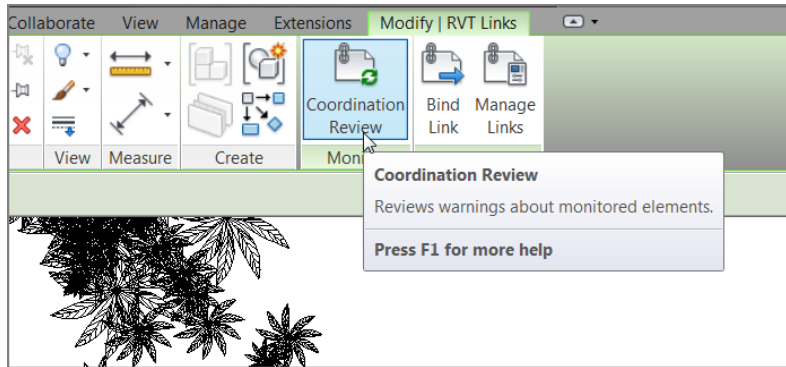 Collaborate View Manage Extensions Modify | RVT Links
Coordination Review
Bind Link
Manage Links
View Measure Create
Coordination Review
Reviews warnings about monitored elements.
Press F1 for more help